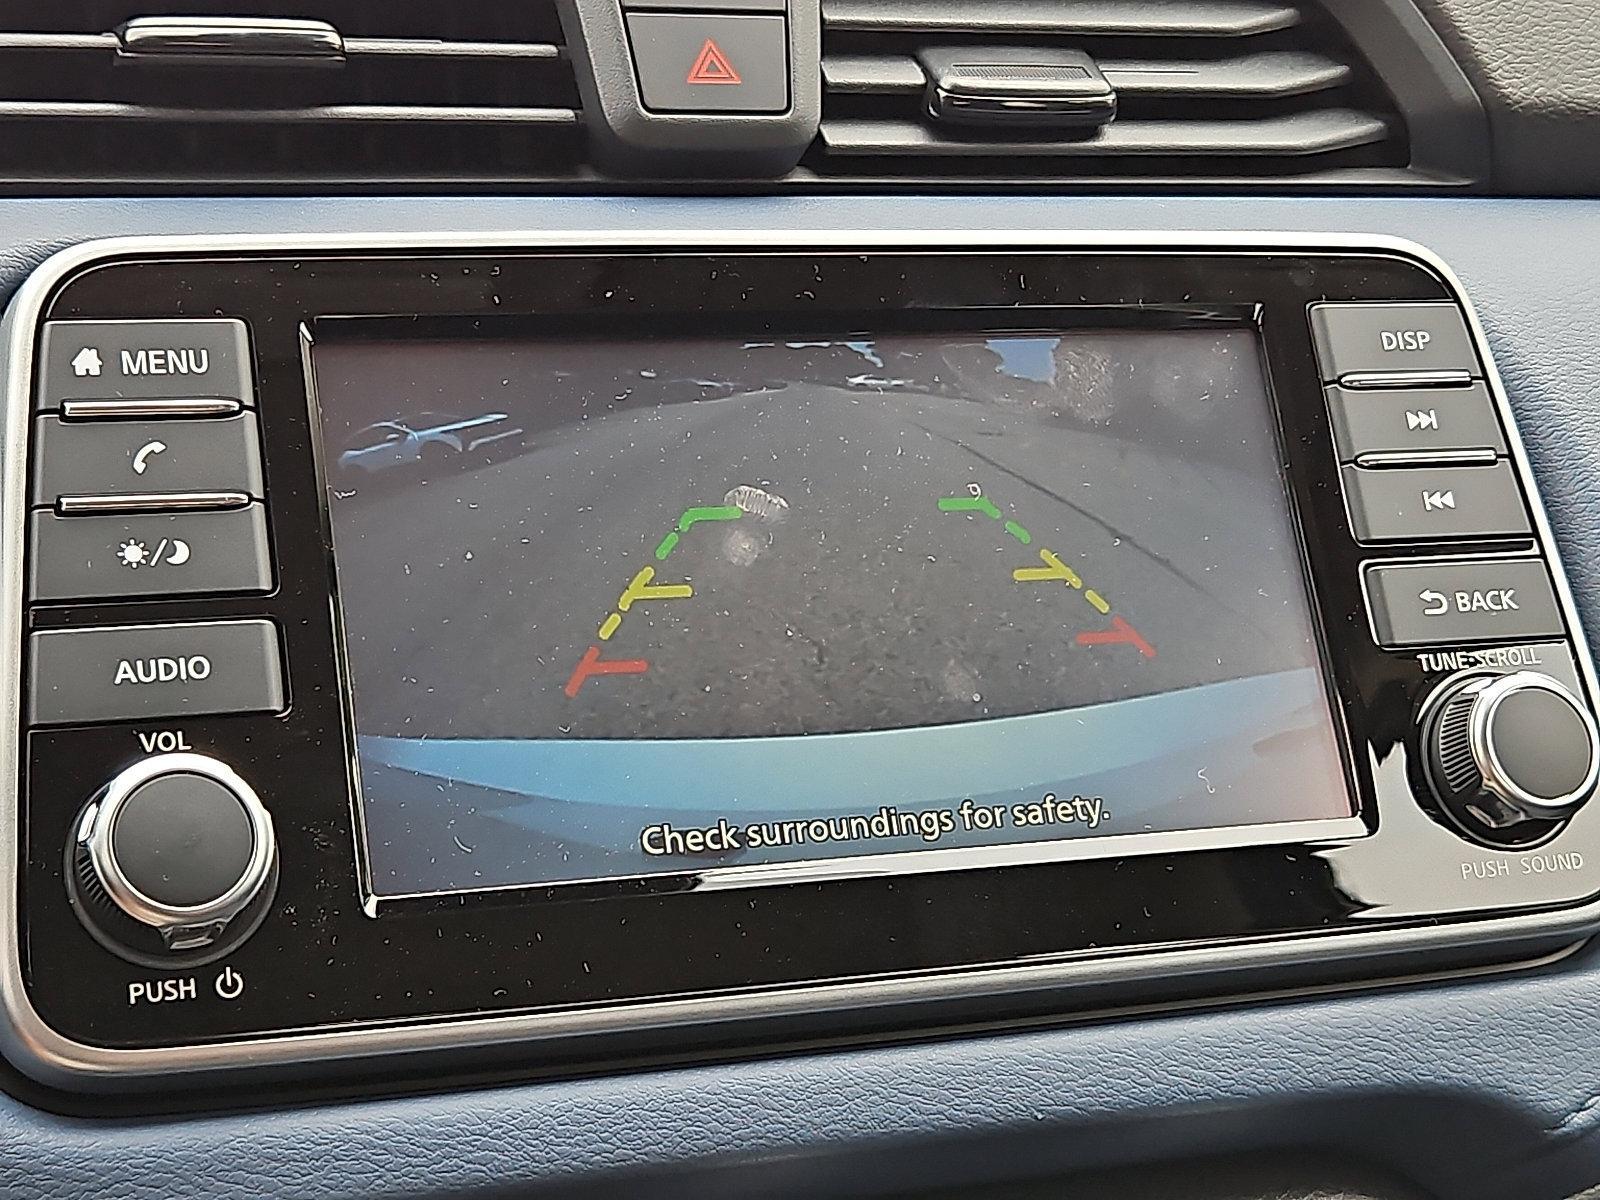 MENU
AUDIO
VOL
PUSH
DISP
BACK
TUNE·SCROLL
PUSH SOUND
Check surroundings for safety.